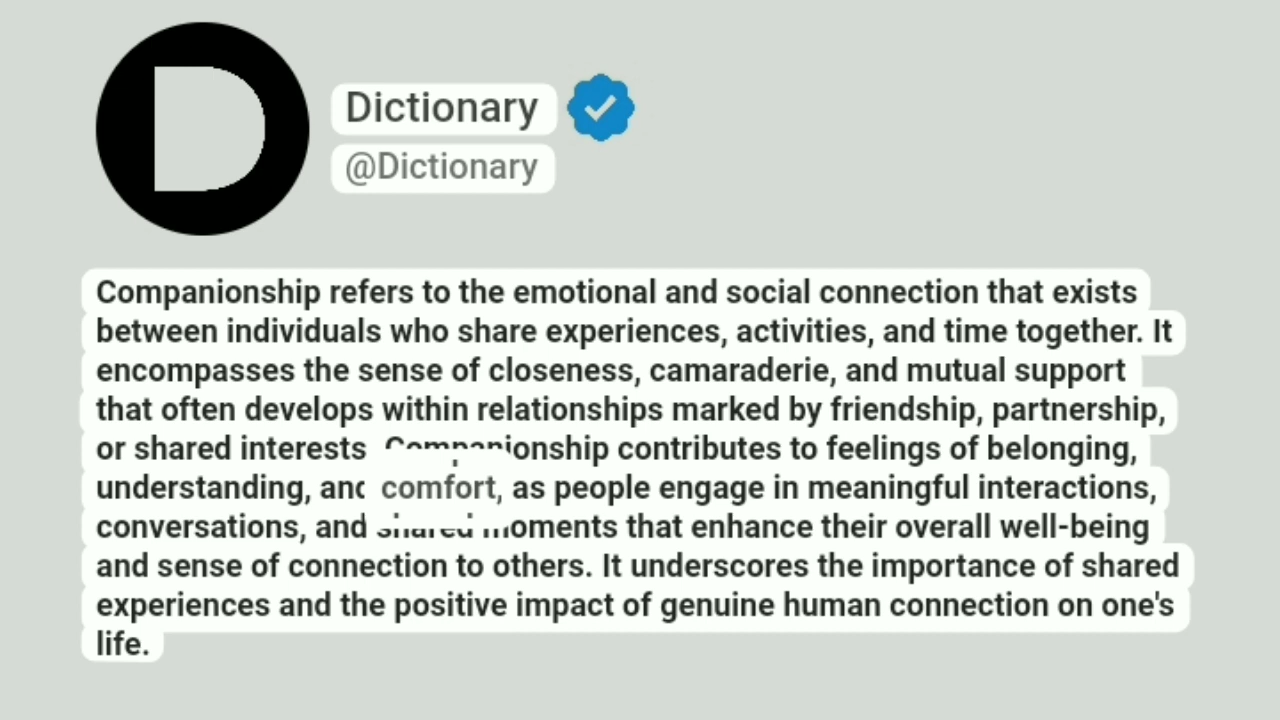 D
Dictionary
@Dictionary
Companionship refers to the emotional and social connection that exists
between individuals who share experiences, activities, and time together. It
encompasses the sense of closeness, camaraderie, and mutual support
that often develops within relationships marked by friendship, partnership,
or shared interests Companionship contributes to feelings of belonging,
understanding, and comfort, as people engage in meaningful interactions,
conversations, and shared moments that enhance their overall well-being
and sense of connection to others. It underscores the importance of shared
experiences and the positive impact of genuine human connection on one's
life.